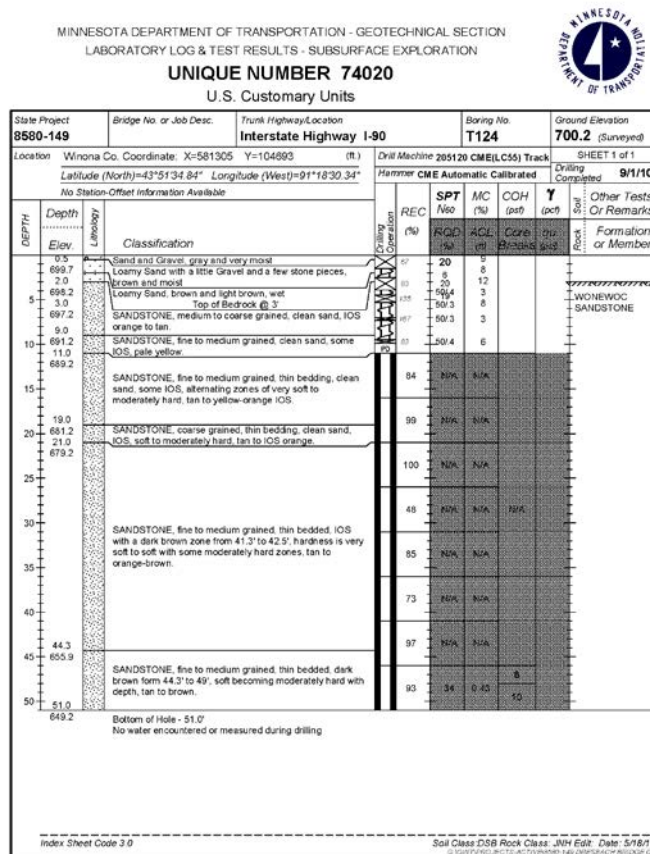 MINNESOTA DEPARTMENT OF TRANSPORTATION - GEOTECHNICAL SECTION
LABORATORY LOG & TEST RESULTS - SUBSURFACE EXPLORATION
UNIQUE NUMBER 74020
U.S. Customary Units
MINNESOTA DEPARTMENT OF TRANSPORTATION
State Project Bridge No. or Job Desc. Trunk Highway/Location Boring No. Ground Elevation
8580-149 Interstate Highway I-90 T124 700.2 (Surveyed)
Location Winona Co. Coordinate: X=581305 Y=104693 (ft.) Drill Machine 205120 CME(LC55) Track SHEET 1 of 1
Latitude (North)=43°51'34.84" Longitude (West)=91°18'30.34" Hammer CME Automatic Calibrated Drilling Completed 9/1/10
No Station-Offset Information Available
DEPTH Depth Elev. Lithology Classification Drilling Operation REC (%) SPT N60 MC (%) COH (psf) γ (pcf) Soil Other Tests Or Remarks
RQD (%) ACL (ft) Core Breaks Rock Formation or Member
0.5 Sand and Gravel, gray and very moist 67 20 9
699.7 Loamy Sand with a little Gravel and a few stone pieces, 8
2.0 brown and moist 20 12
698.2 Loamy Sand, brown and light brown, wet 50/.4 3
5 3.0 Top of Bedrock @ 3' 50/.3 8 WONEWOC
697.2 SANDSTONE, medium to coarse grained, clean sand, IOS SANDSTONE
9.0 orange to tan. 50/.3 3
10 691.2 SANDSTONE, fine to medium grained, clean sand, some 50/.4 6
11.0 IOS, pale yellow. PD
689.2
SANDSTONE, fine to medium grained, thin bedding, clean 84 N/A N/A
15 sand, some IOS, alternating zones of very soft to
moderately hard, tan to yellow-orange IOS.
19.0 99 N/A N/A
20 681.2 SANDSTONE, coarse grained, thin bedding, clean sand,
21.0 IOS, soft to moderately hard, tan to IOS orange.
679.2
100 N/A N/A
25
48 N/A N/A N/A
30 SANDSTONE, fine to medium grained, thin bedded, IOS
with a dark brown zone from 41.3' to 42.5', hardness is very
soft to soft with some moderately hard zones, tan to 85 N/A N/A
35 orange-brown.
73 N/A N/A
40
44.3 97 N/A N/A
45 655.9
SANDSTONE, fine to medium grained, thin bedded, dark 8
brown form 44.3' to 49', soft becoming moderately hard with 93 34 0.43
50 depth, tan to brown. 10
51.0
649.2 Bottom of Hole - 51.0'
No water encountered or measured during drilling
Index Sheet Code 3.0 Soil Class:DSB Rock Class: JNH Edit: Date: 5/18/1